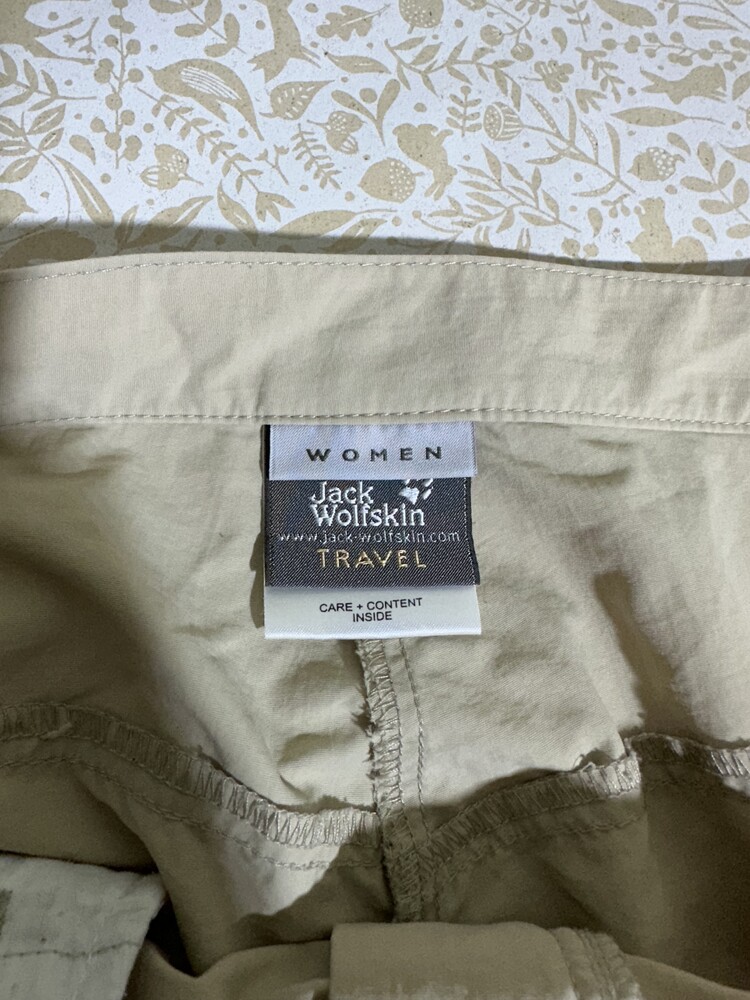 WOMEN
Jack
Wolfskin
www.jack-wolfskin.com
TRAVEL
CARE + CONTENT
INSIDE